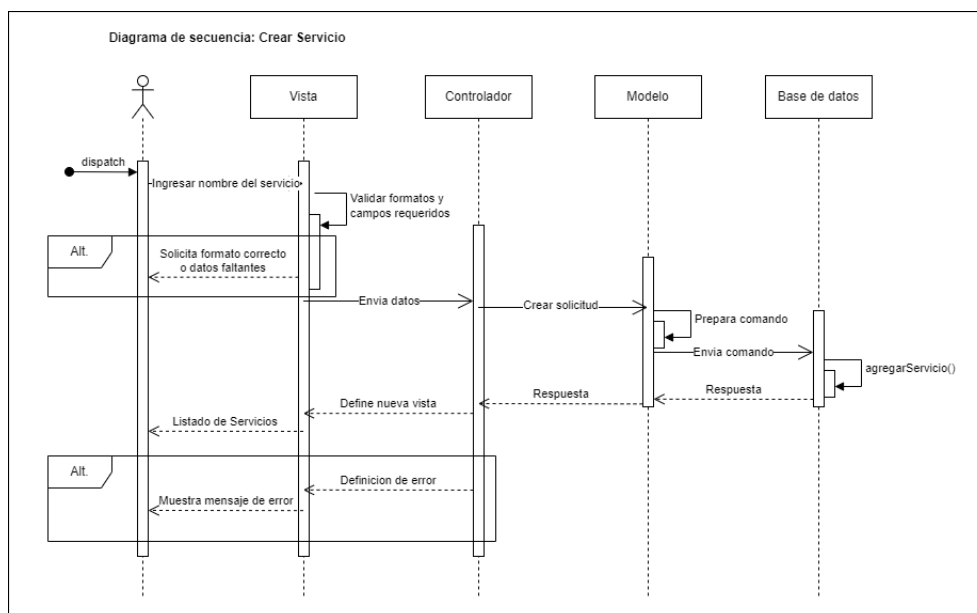 Diagrama de secuencia: Crear Servicio
Vista
Controlador
Modelo
Base de datos
dispatch
Ingresar nombre del servicio
Validar formatos y
campos requeridos
Alt.
Solicita formato correcto
o datos faltantes
Envia datos
Crear solicitud
Prepara comando
Envia comando
agregarServicio()
Respuesta
Respuesta
Define nueva vista
Listado de Servicios
Alt.
Definicion de error
Muestra mensaje de error